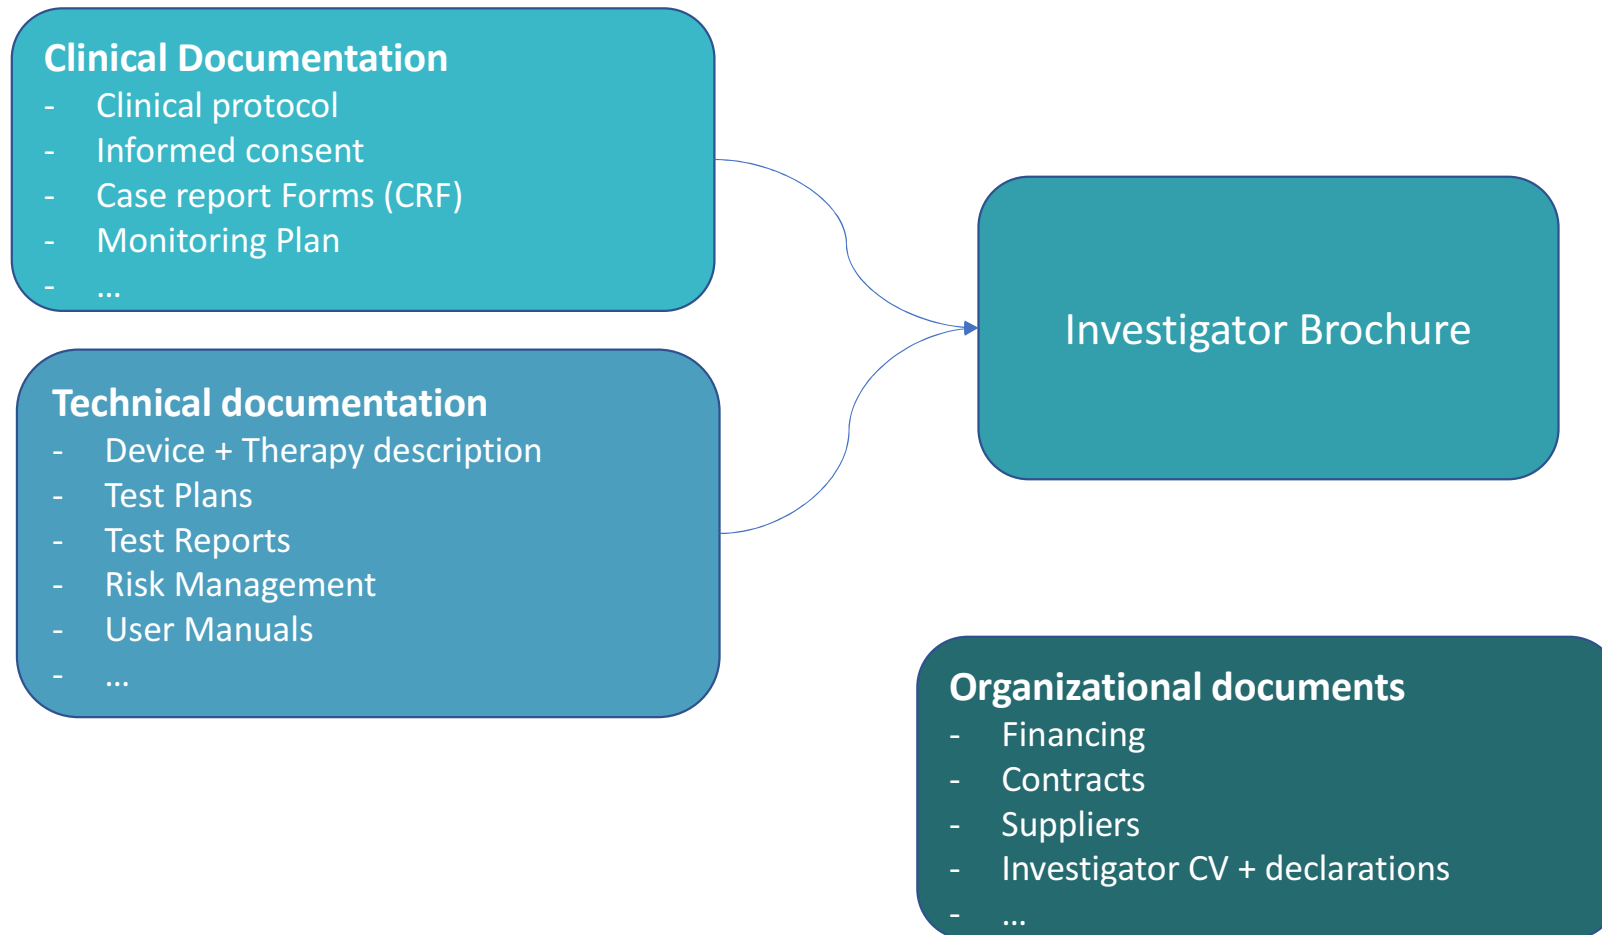 Clinical Documentation
- Clinical protocol
- Informed consent
- Case report Forms (CRF)
- Monitoring Plan
- ...
Technical documentation
- Device + Therapy description
- Test Plans
- Test Reports
- Risk Management
- User Manuals
- ...
Investigator Brochure
Organizational documents
- Financing
- Contracts
- Suppliers
- Investigator CV + declarations
- ...